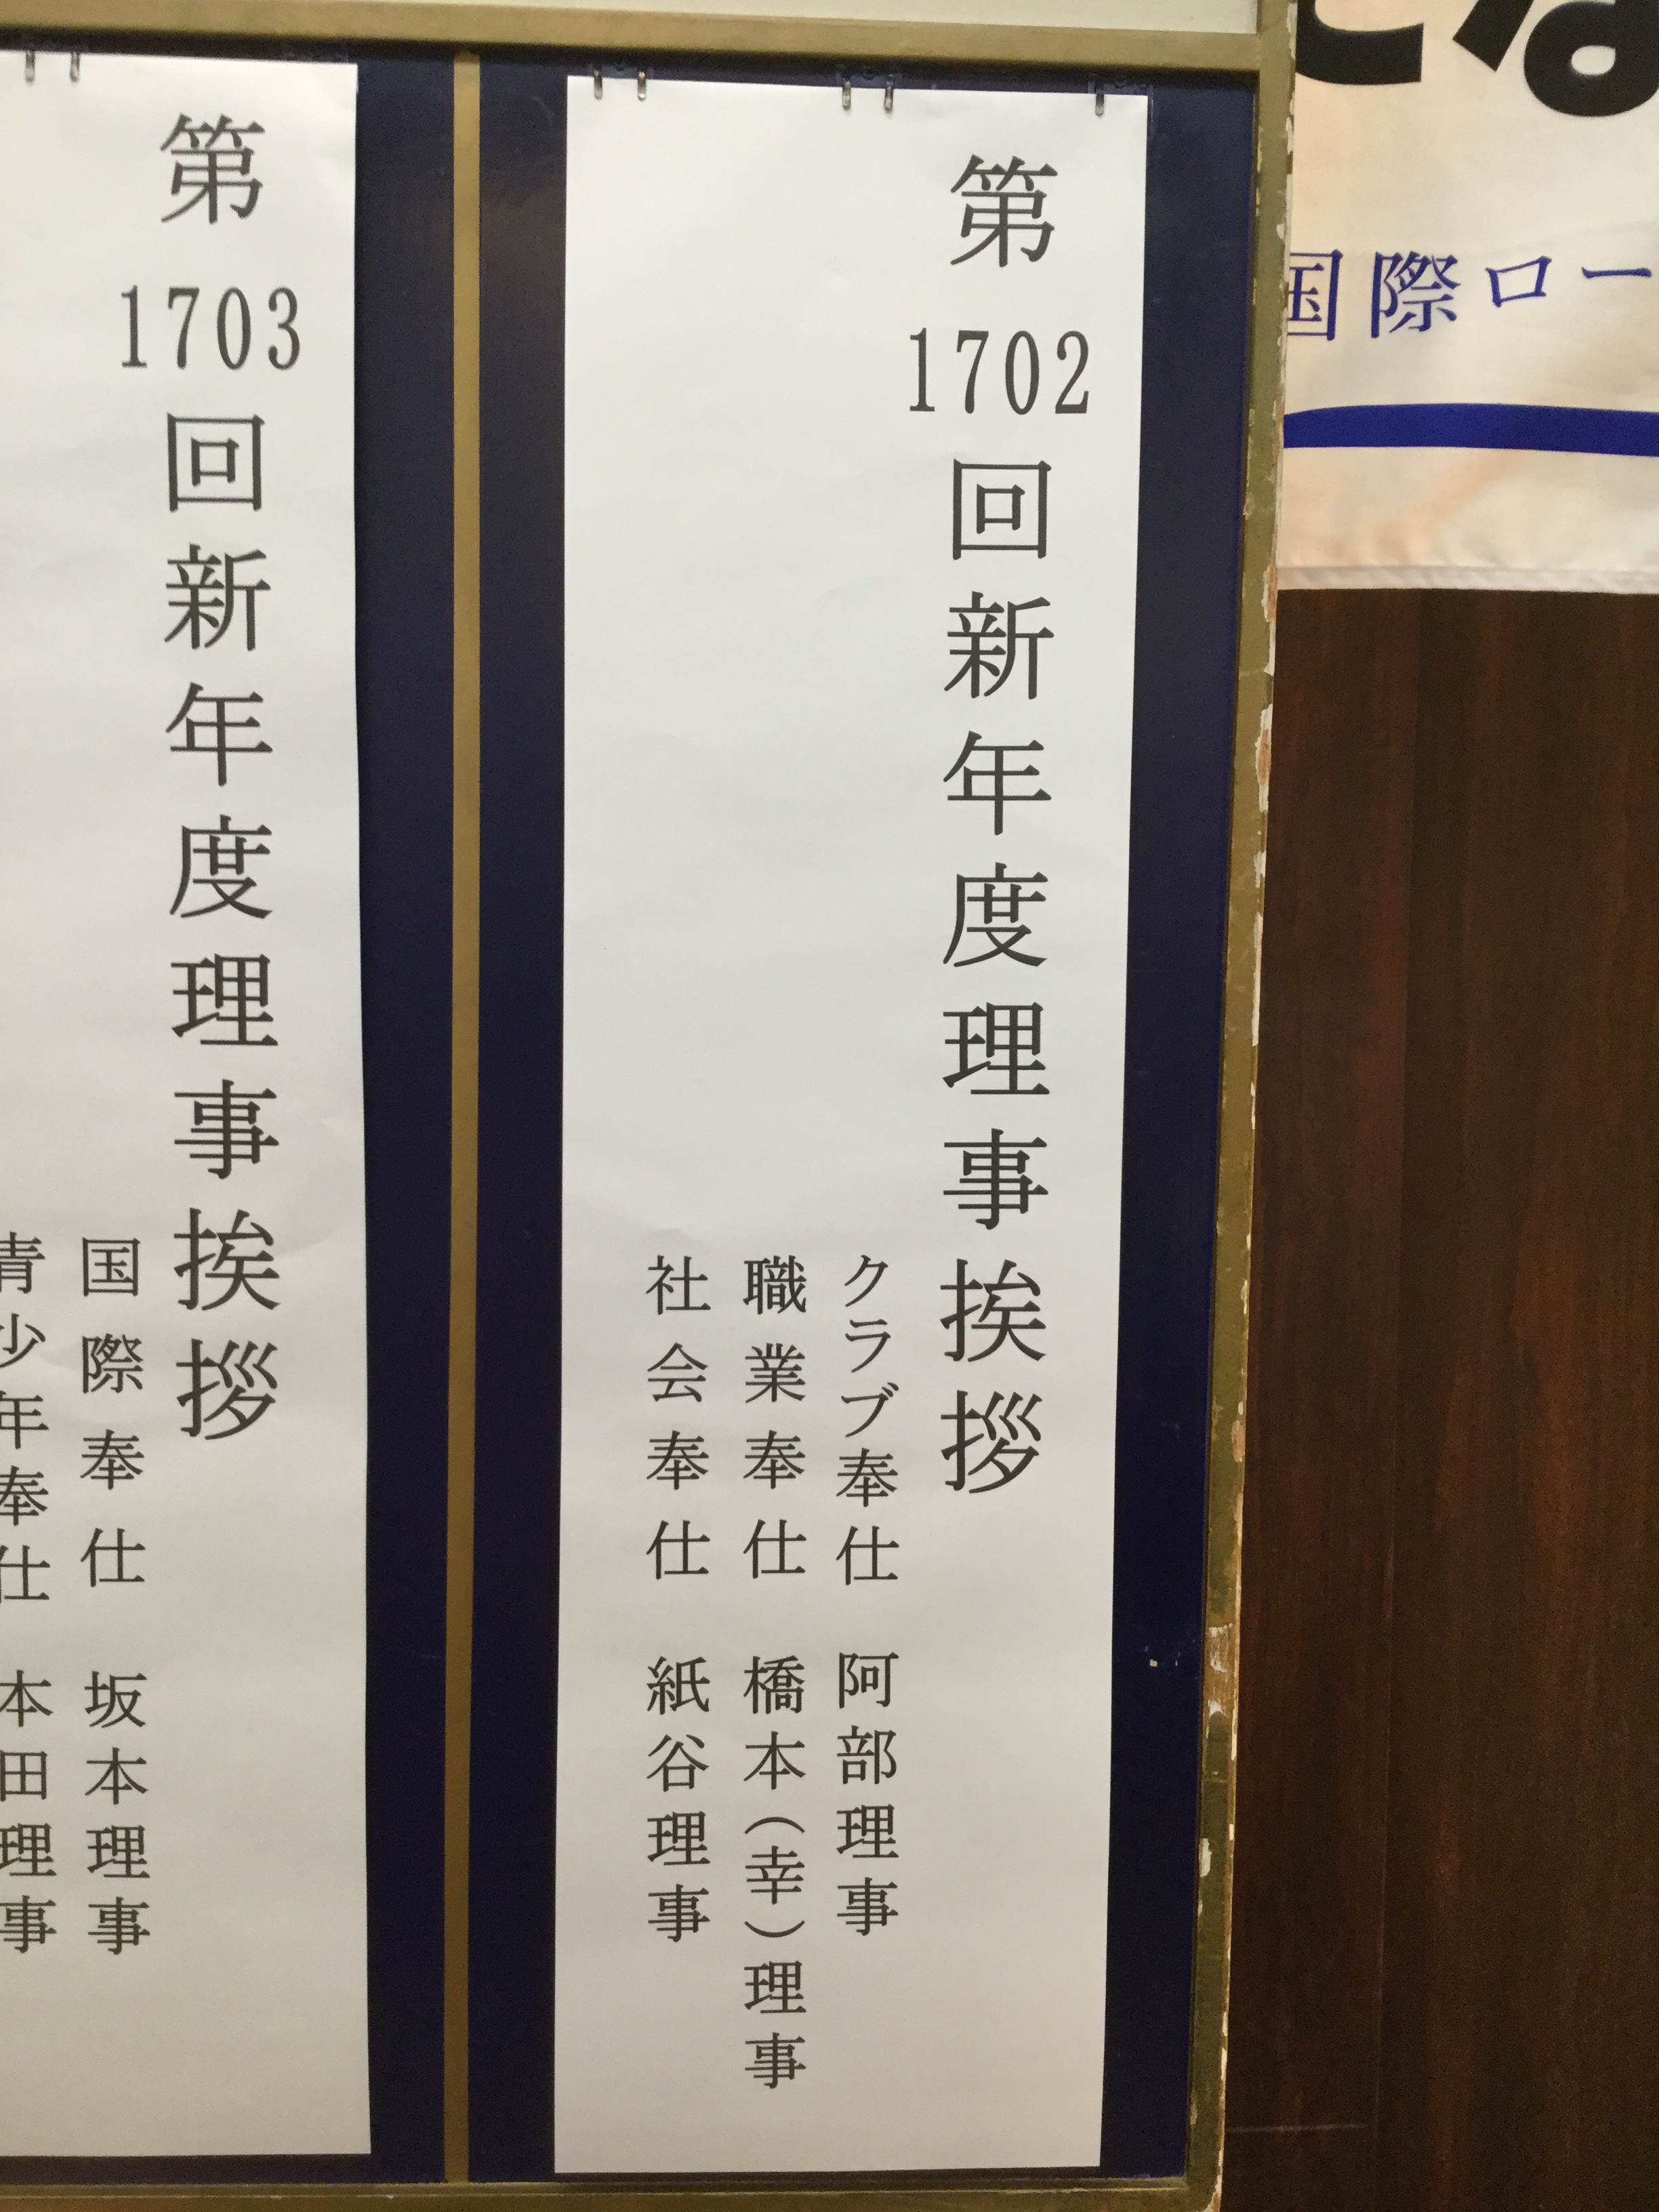 第1702回新年度理事挨拶
クラブ奉仕 阿部理事
職業奉仕 橋本(幸)理事
社会奉仕 紙谷理事
第1703回新年度理事挨拶
国際奉仕 坂本理事
青少年奉仕 本田理事
国際ロー